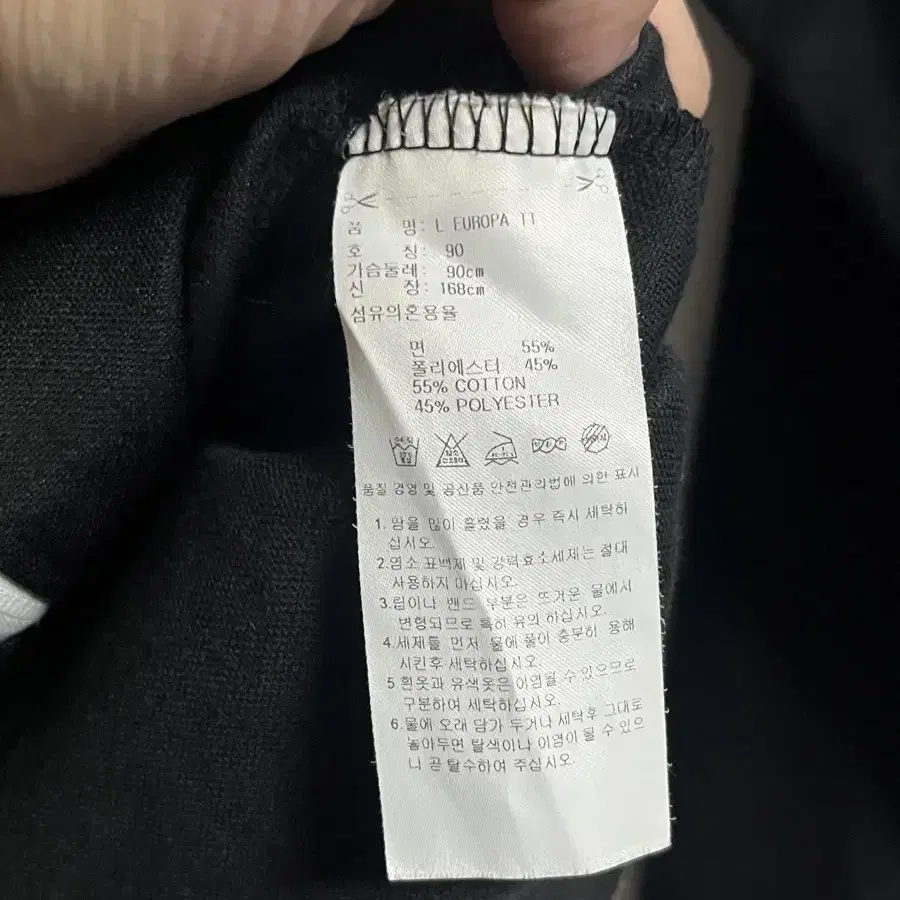 품 명: L EUROPA TT
호 칭: 90
가슴둘레: 90cm
신 장: 168cm
섬유의혼용율
면 55%
폴리에스터 45%
55% COTTON
45% POLYESTER
품질 경영 및 공산품 안전관리법에 의한 표시
1. 땀을 많이 흘렸을 경우 즉시 세탁하
십시오.
2.염소 표백제 및 강력효소세제는 절대
사용하지 마십시오.
3.립이나 밴드 부분은 뜨거운 물에서
변형되므로 특히 유의 하십시오.
4.세제를 먼저 물에 풀어 충분히 용해
시킨후 세탁하십시오.
5.흰옷과 유색옷은 이염될 수 있으므로
구분하여 세탁하십시오.
6.물에 오래 담가 두거나 세탁후 그대로
놓아두면 탈색이나 이염이 될 수 있으
니 곧 탈수하여 주십시오.